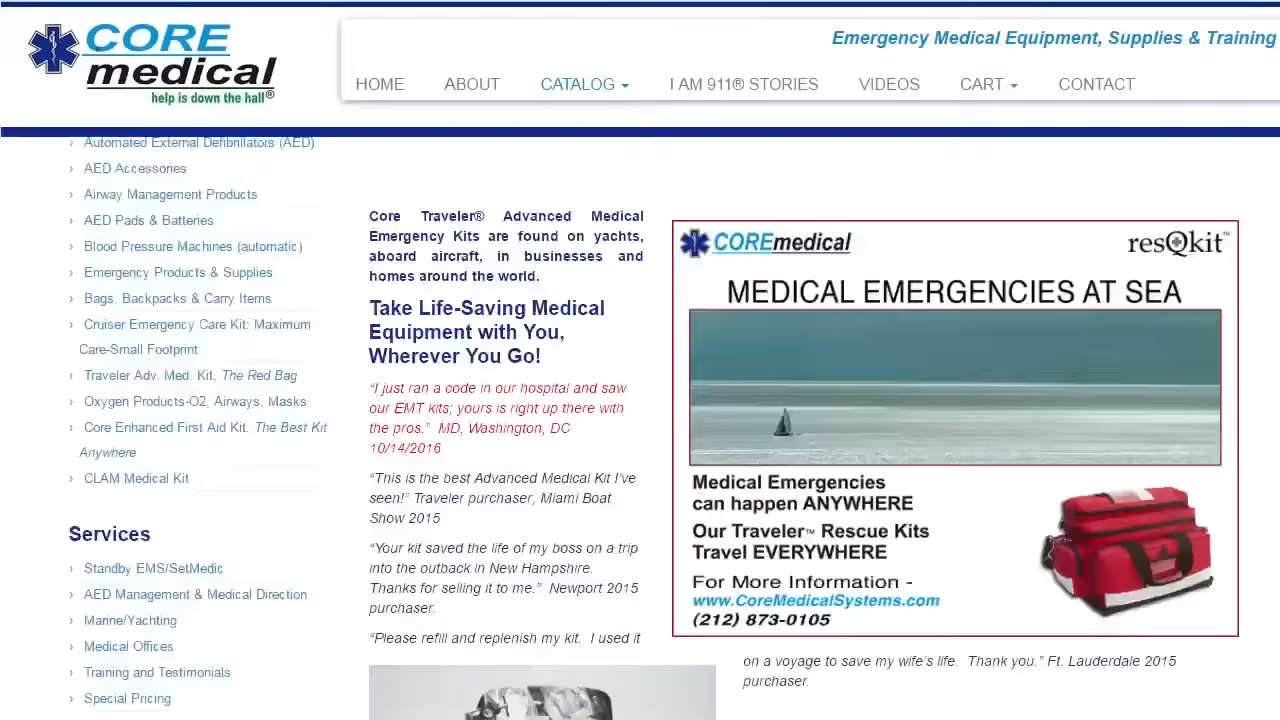 CORE
medical
help is down the hall®
Emergency Medical Equipment, Supplies & Training
HOME
ABOUT
CATALOG
I AM 911® STORIES
VIDEOS
CART
CONTACT
› Automated External Defibrillators (AED)
› AED Accessories
› Airway Management Products
› AED Pads & Batteries
› Blood Pressure Machines (automatic)
› Emergency Products & Supplies
› Bags, Backpacks & Carry Items
› Cruiser Emergency Care Kit: Maximum
Care-Small Footprint
› Traveler Adv. Med. Kit, The Red Bag
› Oxygen Products-O2, Airways, Masks
› Core Enhanced First Aid Kit. The Best Kit
Anywhere
› CLAM Medical Kit
Services
› Standby EMS/SetMedic
› AED Management & Medical Direction
› Marine/Yachting
› Medical Offices
› Training and Testimonials
› Special Pricing
Core Traveler® Advanced Medical
Emergency Kits are found on yachts,
aboard aircraft, in businesses and
homes around the world.
Take Life-Saving Medical
Equipment with You,
Wherever You Go!
“I just ran a code in our hospital and saw
our EMT kits; yours is right up there with
the pros.” MD, Washington, DC
10/14/2016
“This is the best Advanced Medical Kit I've
seen!” Traveler purchaser, Miami Boat
Show 2015
“Your kit saved the life of my boss on a trip
into the outback in New Hampshire.
Thanks for selling it to me.” Newport 2015
purchaser.
“Please refill and replenish my kit. I used it
on a voyage to save my wife's life. Thank you.” Ft. Lauderdale 2015
purchaser.
COREmedical
resQkit™
MEDICAL EMERGENCIES AT SEA
Medical Emergencies
can happen ANYWHERE
Our Traveler™ Rescue Kits
Travel EVERYWHERE
For More Information -
www.CoreMedicalSystems.com
(212) 873-0105